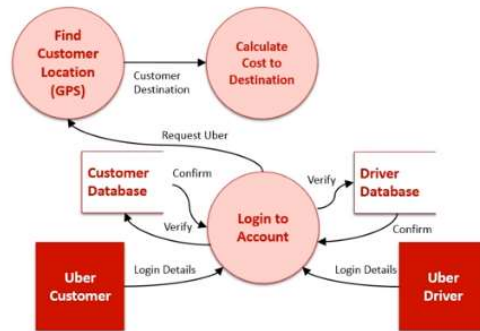 Find
Customer
Location
(GPS)
Calculate
Cost to
Destination
Customer
Destination
Request Uber
Customer
Database
Confirm
Verify
Driver
Database
Login to
Account
Verify
Confirm
Uber
Customer
Login Details
Login Details
Uber
Driver